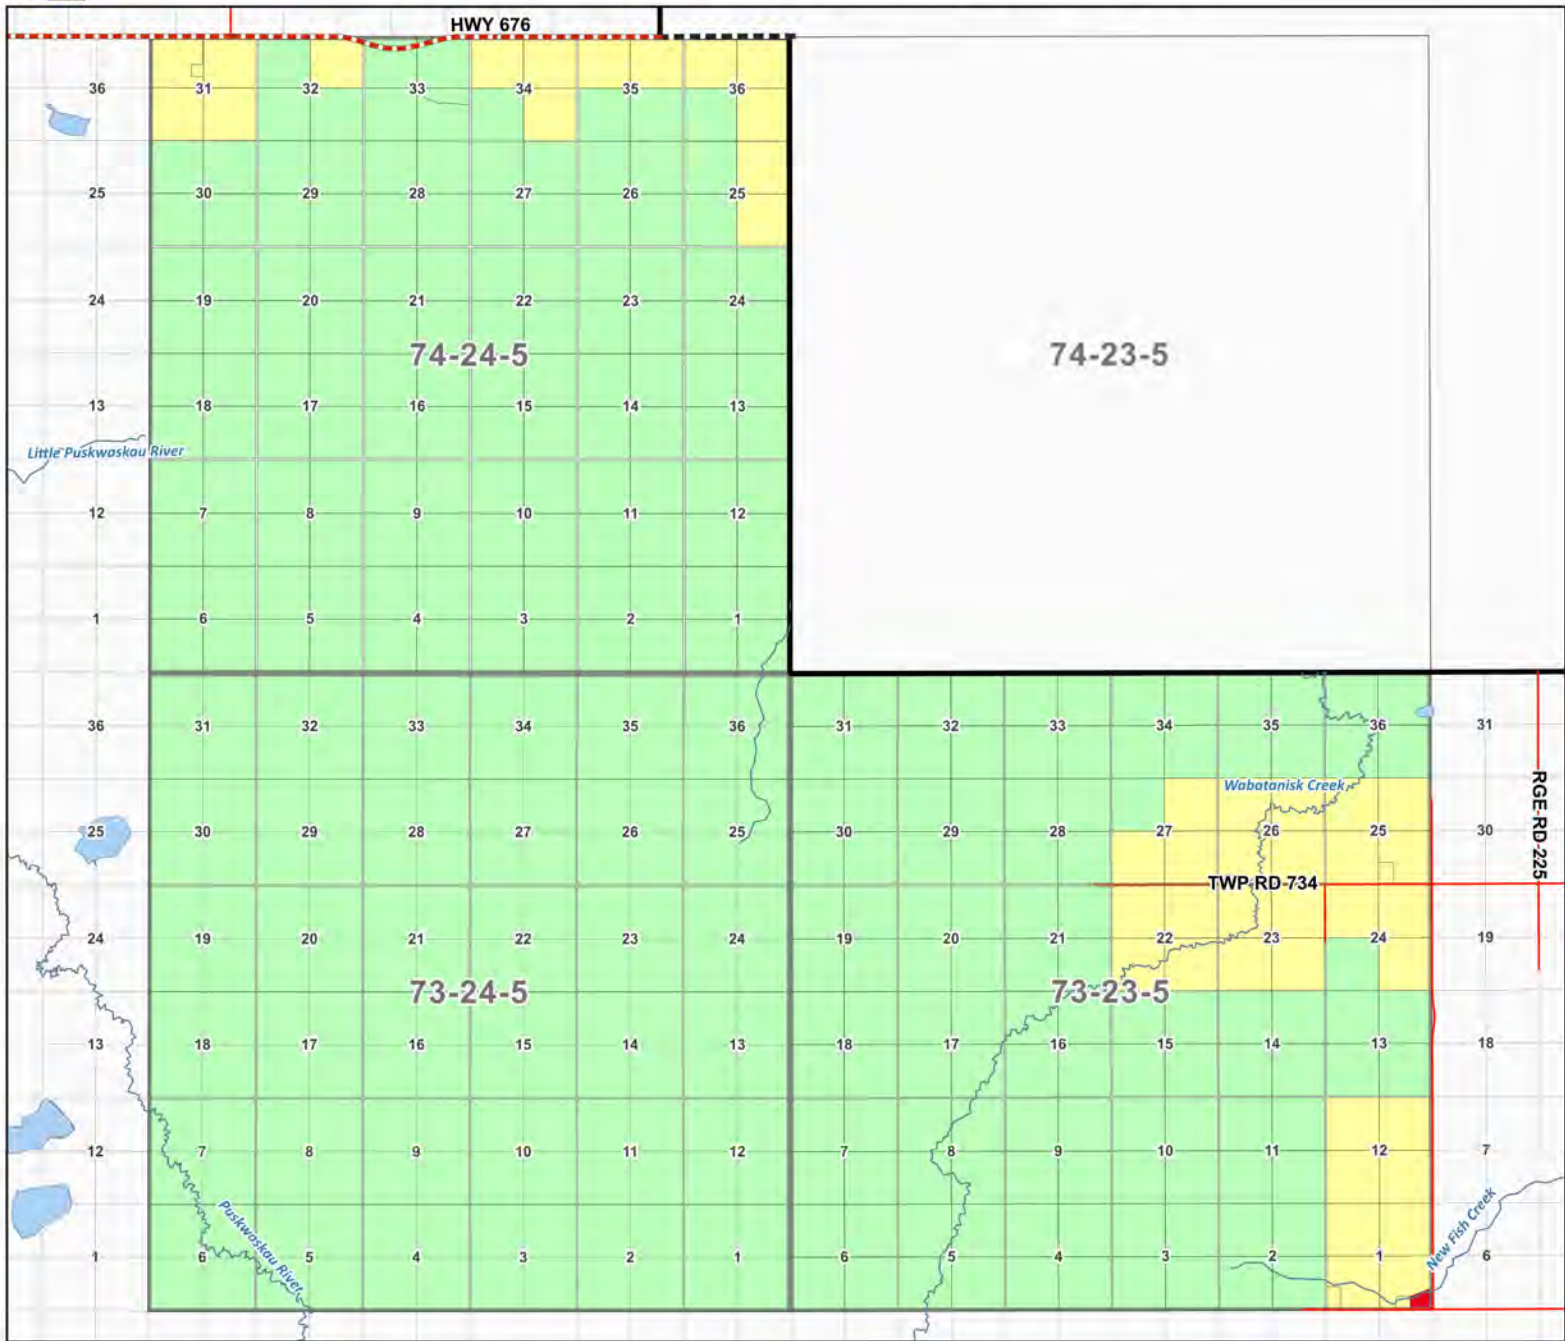 HWY 676
36 31 32 33 34 35 36
25 30 29 28 27 26 25
24 19 20 21 22 23 24
74-24-5 74-23-5
13 18 17 16 15 14 13
Little Puskwaskau River
12 7 8 9 10 11 12
1 6 5 4 3 2 1
36 31 32 33 34 35 36 31 32 33 34 35 36 31
Wabatanisk Creek
RGE-RD-225
25 30 29 28 27 26 25 30 29 28 27 26 25 30
TWP RD 734
24 19 20 21 22 23 24 19 20 21 22 23 24 19
73-24-5 73-23-5
13 18 17 16 15 14 13 18 17 16 15 14 13 18
12 7 8 9 10 11 12 7 8 9 10 11 12 7
Puskwaskau River
New Fish Creek
1 6 5 4 3 2 1 6 5 4 3 2 1 6